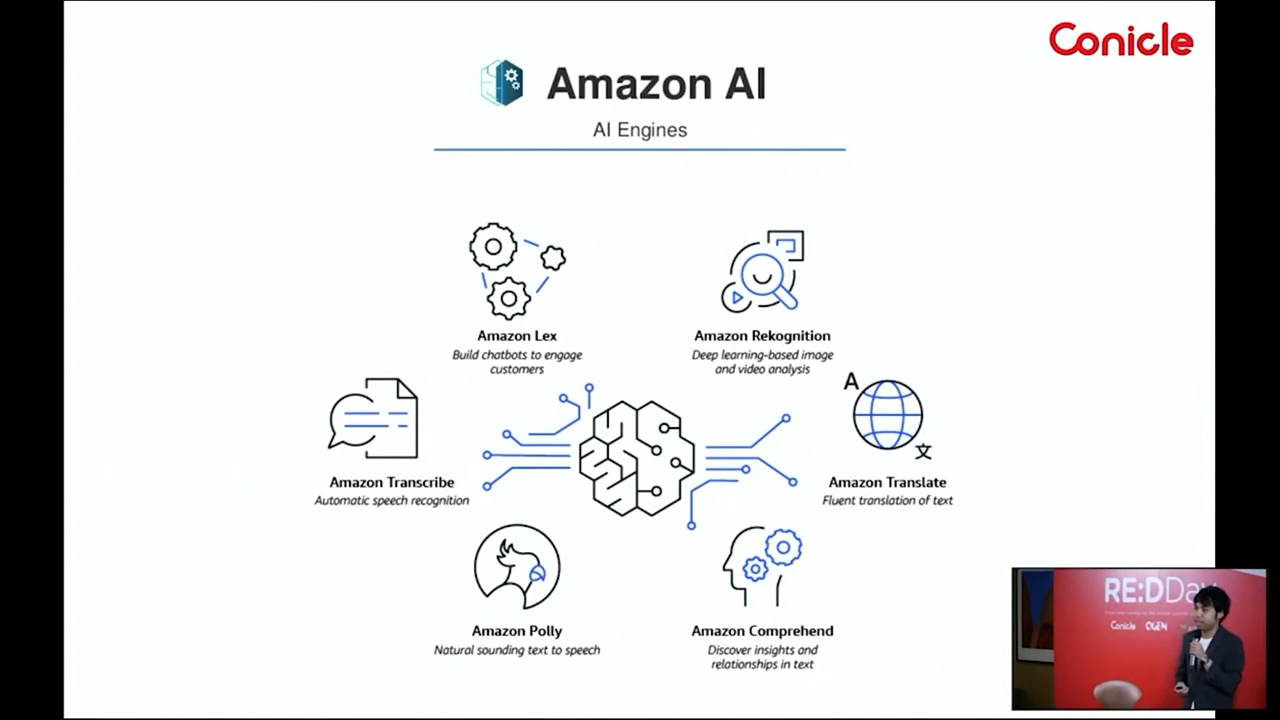 Conicle
Amazon AI
AI Engines
Amazon Lex
Build chatbots to engage
customers
Amazon Rekognition
Deep learning-based image
and video analysis
Amazon Transcribe
Automatic speech recognition
A
文
Amazon Translate
Fluent translation of text
Amazon Polly
Natural sounding text to speech
Amazon Comprehend
Discover insights and
relationships in text
RE:DDay
Conicle